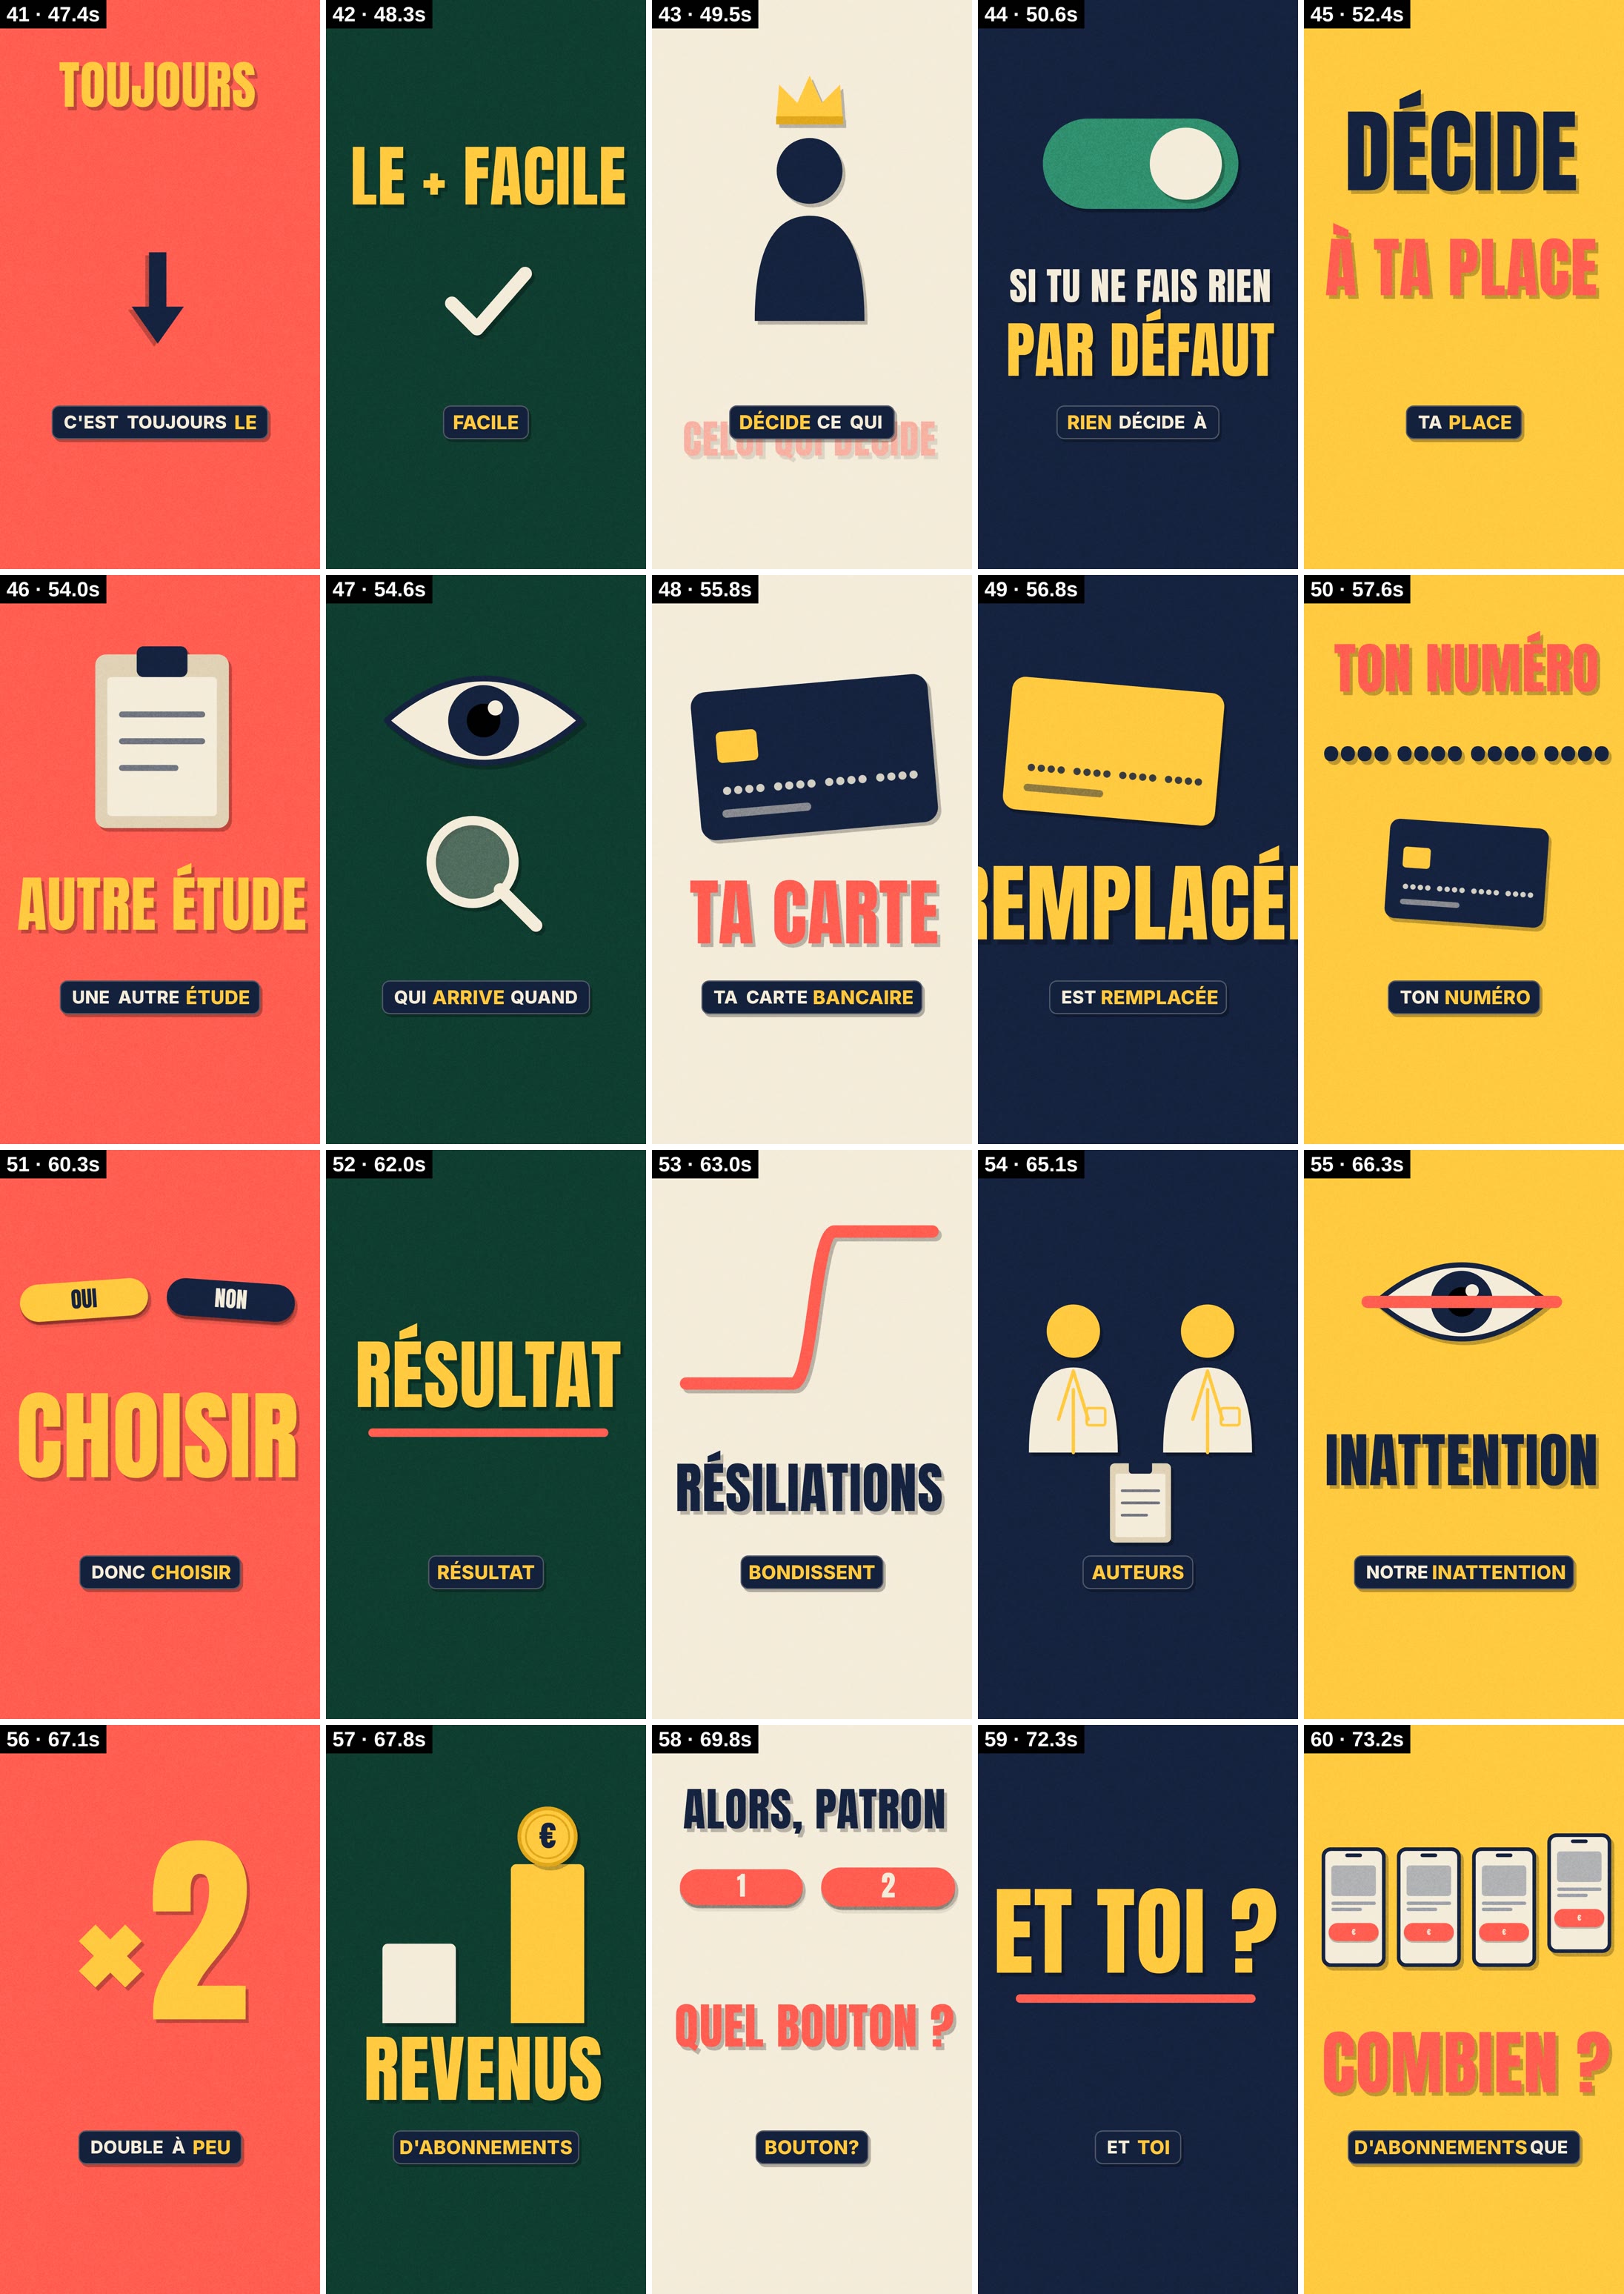 41 · 47.4s
TOUJOURS
C'EST TOUJOURS LE
42 · 48.3s
LE + FACILE
FACILE
43 · 49.5s
DÉCIDE CE QUI
CELUI QUI DÉCIDE
44 · 50.6s
SI TU NE FAIS RIEN
PAR DÉFAUT
RIEN DÉCIDE À
45 · 52.4s
DÉCIDE
À TA PLACE
TA PLACE
46 · 54.0s
AUTRE ÉTUDE
UNE AUTRE ÉTUDE
47 · 54.6s
QUI ARRIVE QUAND
48 · 55.8s
TA CARTE
TA CARTE BANCAIRE
49 · 56.8s
REMPLACÉE
EST REMPLACÉE
50 · 57.6s
TON NUMÉRO
TON NUMÉRO
51 · 60.3s
OUI
NON
CHOISIR
DONC CHOISIR
52 · 62.0s
RÉSULTAT
RÉSULTAT
53 · 63.0s
RÉSILIATIONS
BONDISSENT
54 · 65.1s
AUTEURS
55 · 66.3s
INATTENTION
NOTRE INATTENTION
56 · 67.1s
×2
DOUBLE À PEU
57 · 67.8s
€
REVENUS
D'ABONNEMENTS
58 · 69.8s
ALORS, PATRON
1
2
QUEL BOUTON ?
BOUTON?
59 · 72.3s
ET TOI ?
ET TOI
60 · 73.2s
€
€
€
€
COMBIEN ?
D'ABONNEMENTS QUE